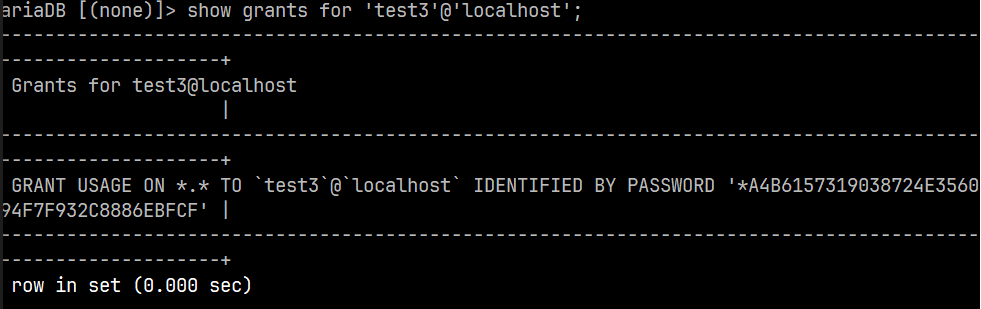 ariaDB [(none)]> show grants for 'test3'@'localhost';
--------------------------------------------------------------------------------
--------------------+
Grants for test3@localhost
|
--------------------------------------------------------------------------------
--------------------+
GRANT USAGE ON *.* TO `test3`@`localhost` IDENTIFIED BY PASSWORD '*A4B6157319038724E3560
94F7F932C8886EBFCF' |
--------------------------------------------------------------------------------
--------------------+
row in set (0.000 sec)